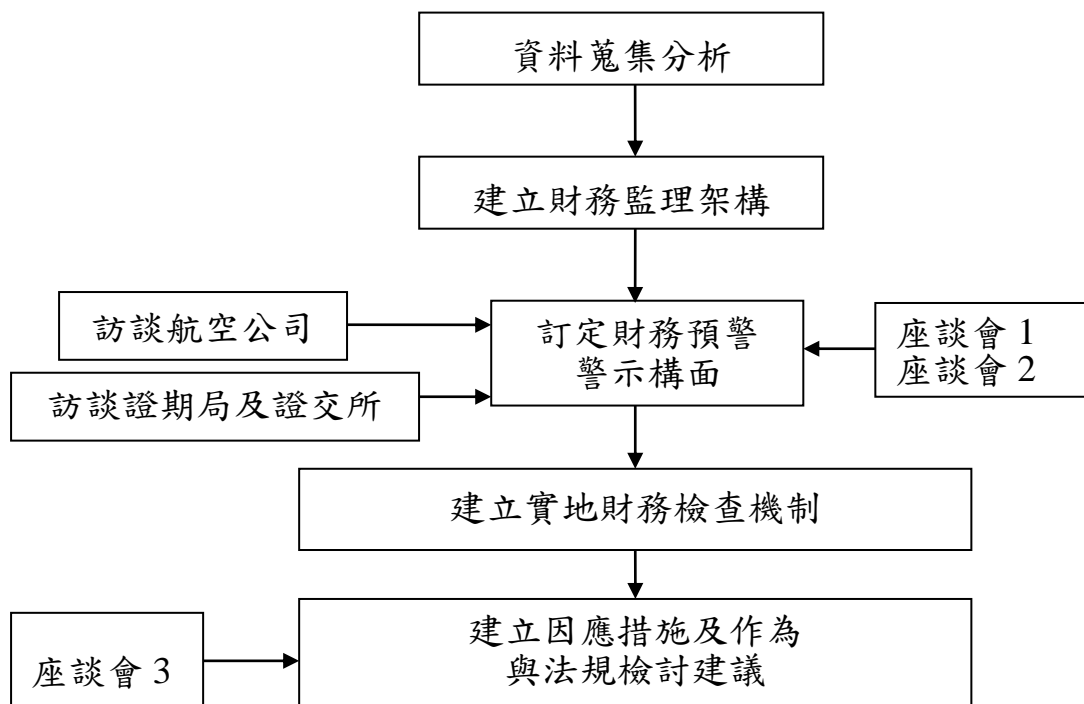 資料蒐集分析
建立財務監理架構
訪談航空公司
訂定財務預警
警示構面
座談會 1
座談會 2
訪談證期局及證交所
建立實地財務檢查機制
座談會 3
建立因應措施及作為
與法規檢討建議